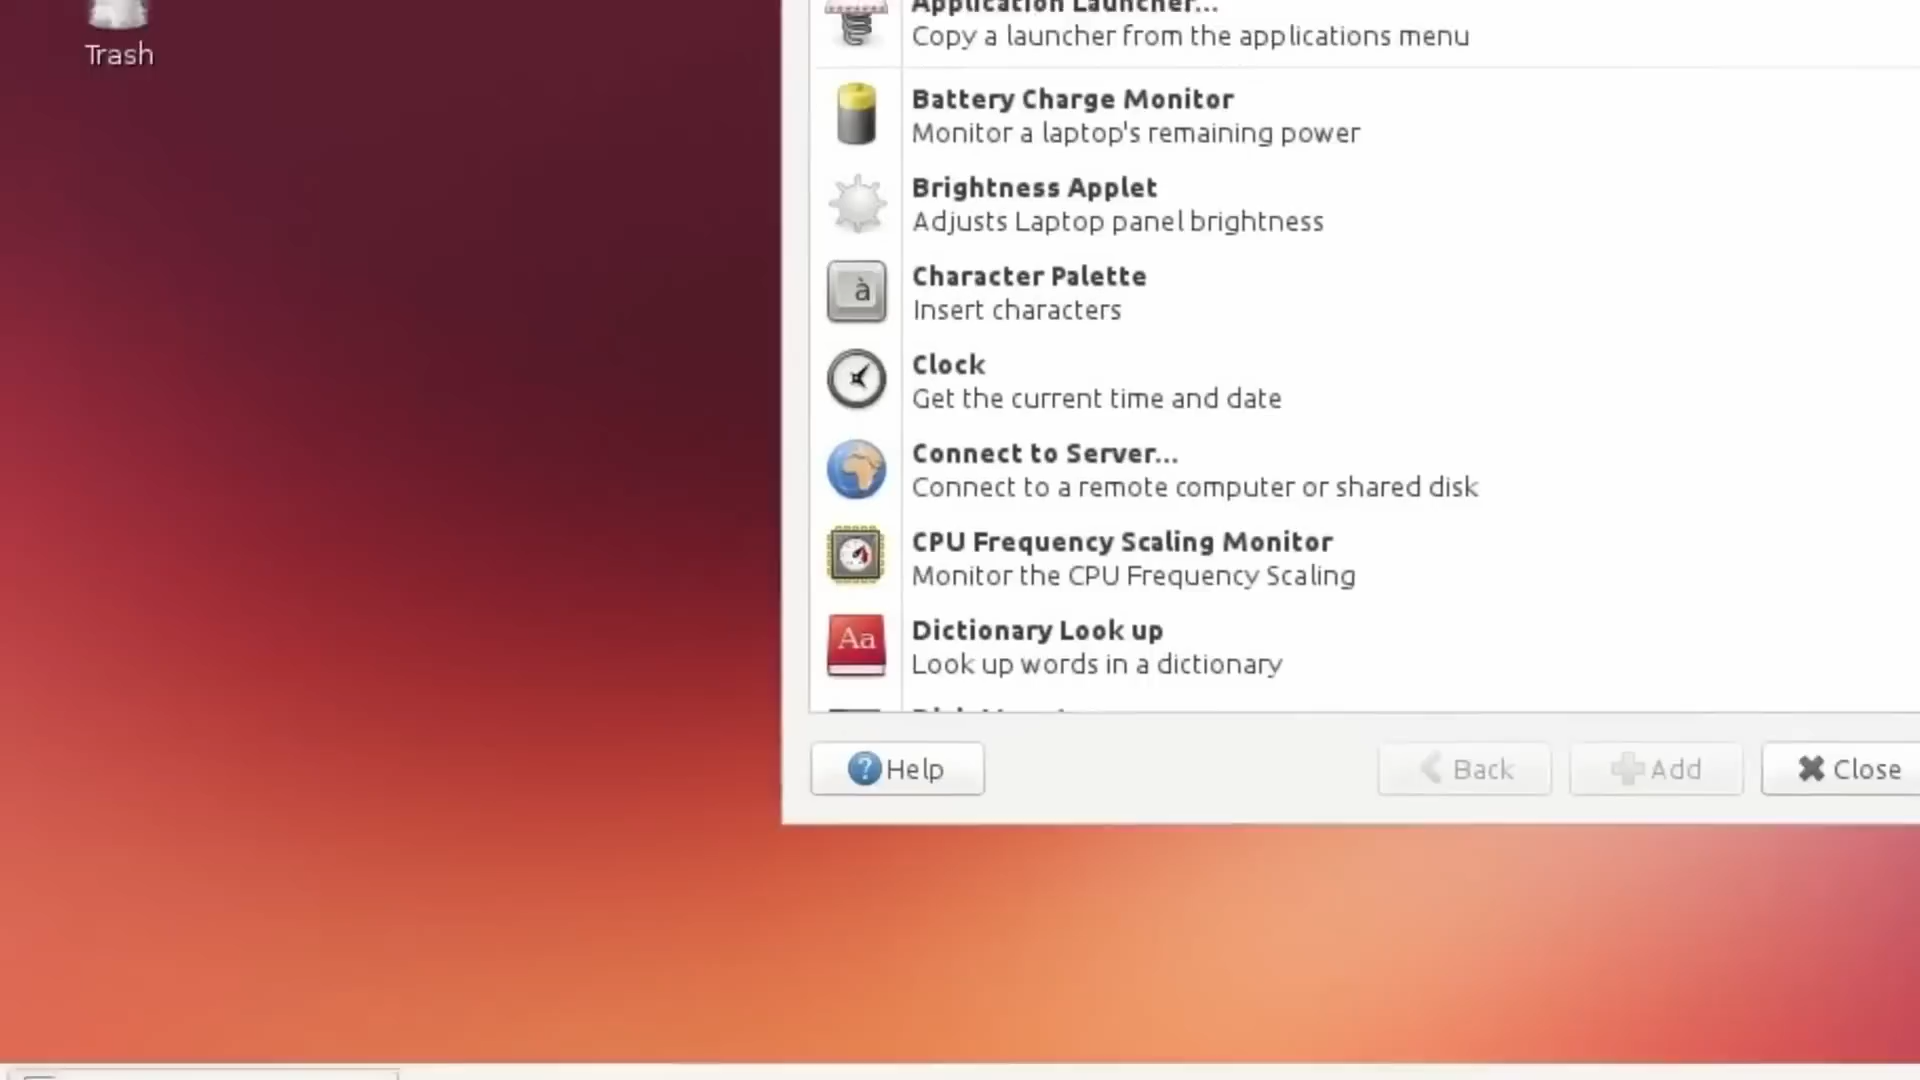 Trash
Application Launcher...
Copy a launcher from the applications menu
Battery Charge Monitor
Monitor a laptop's remaining power
Brightness Applet
Adjusts Laptop panel brightness
à
Character Palette
Insert characters
Clock
Get the current time and date
Connect to Server...
Connect to a remote computer or shared disk
CPU Frequency Scaling Monitor
Monitor the CPU Frequency Scaling
Aa
Dictionary Look up
Look up words in a dictionary
? Help
Back
Add
Close